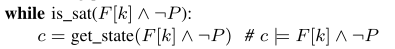 while is_sat(F[k] ∧ ¬P):
c = get_state(F[k] ∧ ¬P) # c ⊨ F[k] ∧ ¬P